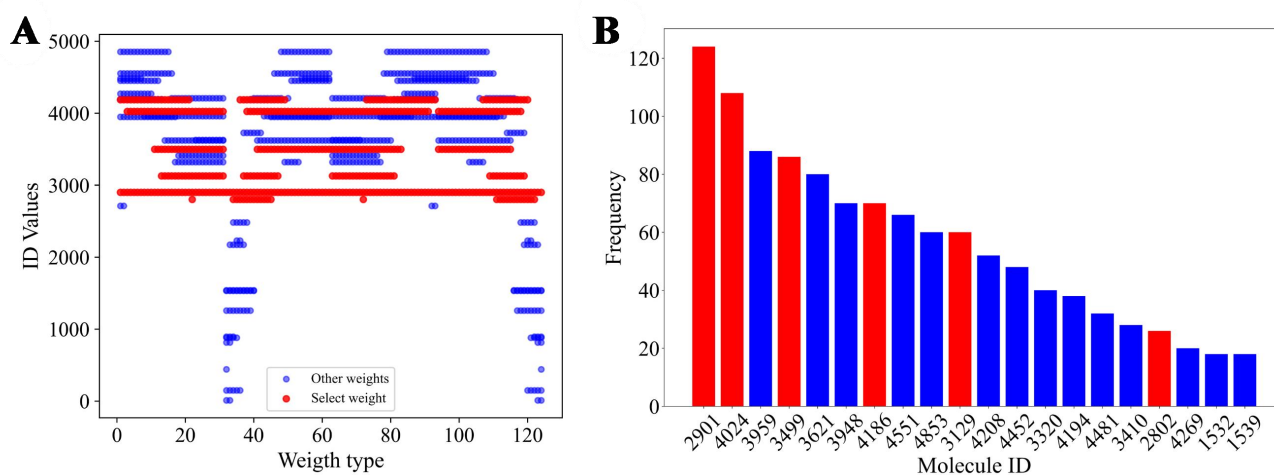 A
5000
4000
3000
2000
1000
0
ID Values
Other weights
Select weight
0 20 40 60 80 100 120
Weigth type
B
120
100
80
60
40
20
0
Frequency
2901 4024 3959 3499 3621 3948 4186 4551 4853 3129 4208 4452 3320 4194 4481 3410 2802 4269 1532 1539
Molecule ID